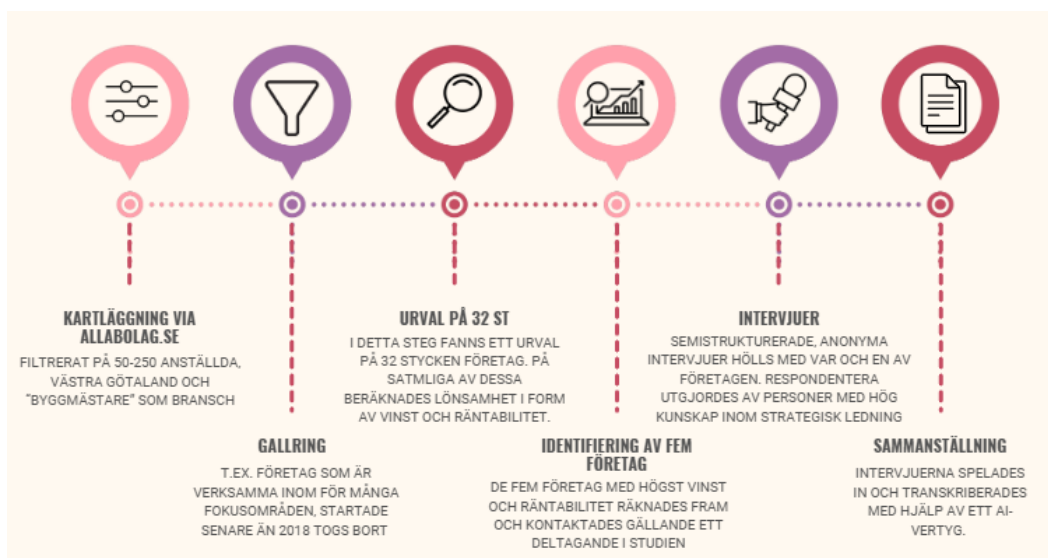 KARTLÄGGNING VIA
ALLABOLAG.SE
FILTRERAT PÅ 50-250 ANSTÄLLDA,
VÄSTRA GÖTALAND OCH
"BYGGMÄSTARE" SOM BRANSCH
GALLRING
T.EX. FÖRETAG SOM ÄR
VERKSAMMA INOM FÖR MÅNGA
FOKUSOMRÅDEN, STARTADE
SENARE ÄN 2018 TOGS BORT
URVAL PÅ 32 ST
I DETTA STEG FANNS ETT URVAL
PÅ 32 STYCKEN FÖRETAG. PÅ
SATMLIGA AV DESSA
BERÄKNADES LÖNSAMHET I FORM
AV VINST OCH RÄNTABILITET.
IDENTIFIERING AV FEM
FÖRETAG
DE FEM FÖRETAG MED HÖGST VINST
OCH RÄNTABILITET RÄKNADES FRAM
OCH KONTAKTADES GÄLLANDE ETT
DELTAGANDE I STUDIEN
INTERVJUER
SEMISTRUKTURERADE, ANONYMA
INTERVJUER HÖLLS MED VAR OCH EN AV
FÖRETAGEN. RESPONDENTERA
UTGJORDES AV PERSONER MED HÖG
KUNSKAP INOM STRATEGISK LEDNING
SAMMANSTÄLLNING
INTERVJUERNA SPELADES
IN OCH TRANSKRIBERADES
MED HJÄLP AV ETT AI-
VERTYG.